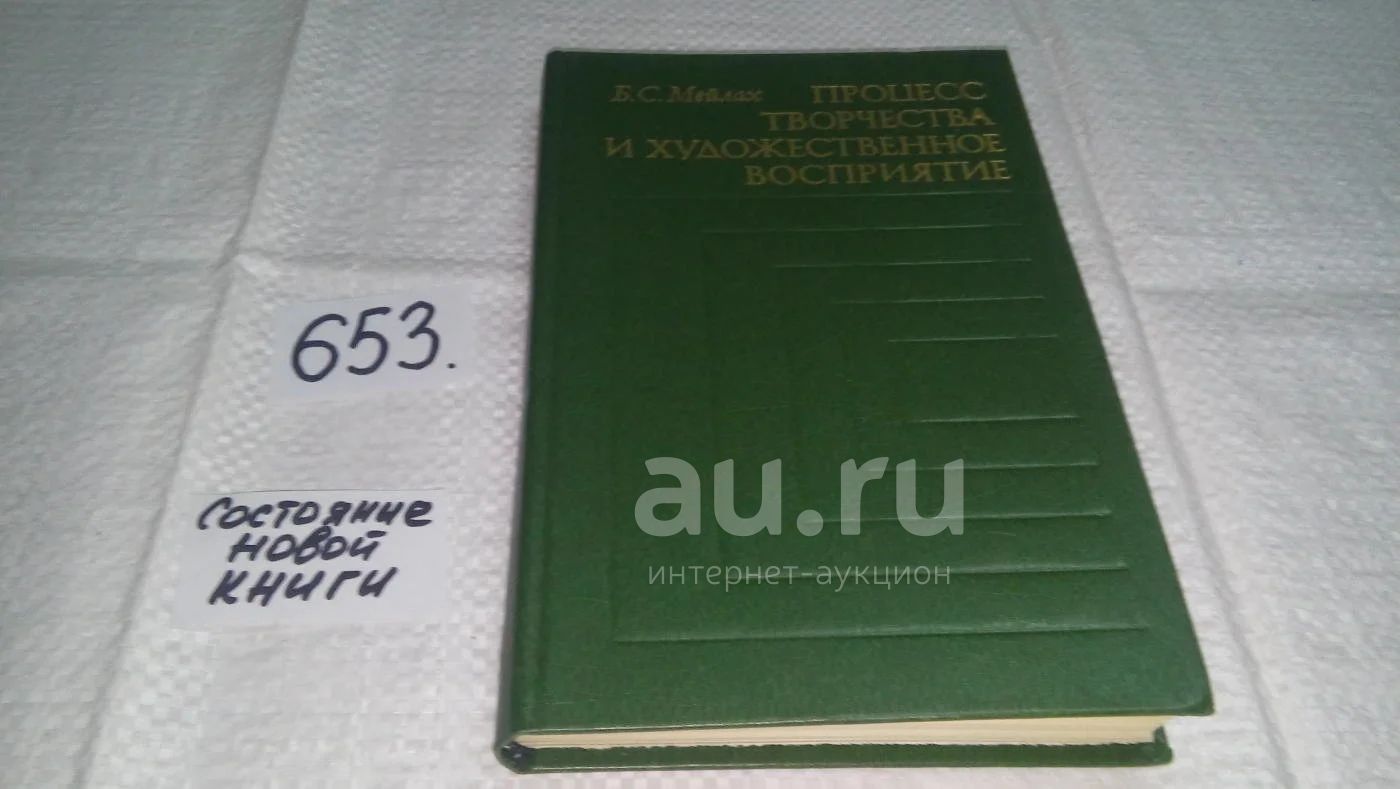 Б. С. Мейлах ПРОЦЕСС
ТВОРЧЕСТВА
И ХУДОЖЕСТВЕННОЕ
ВОСПРИЯТИЕ
653.
Состояние
новой
книги
au.ru
интернет-аукцион